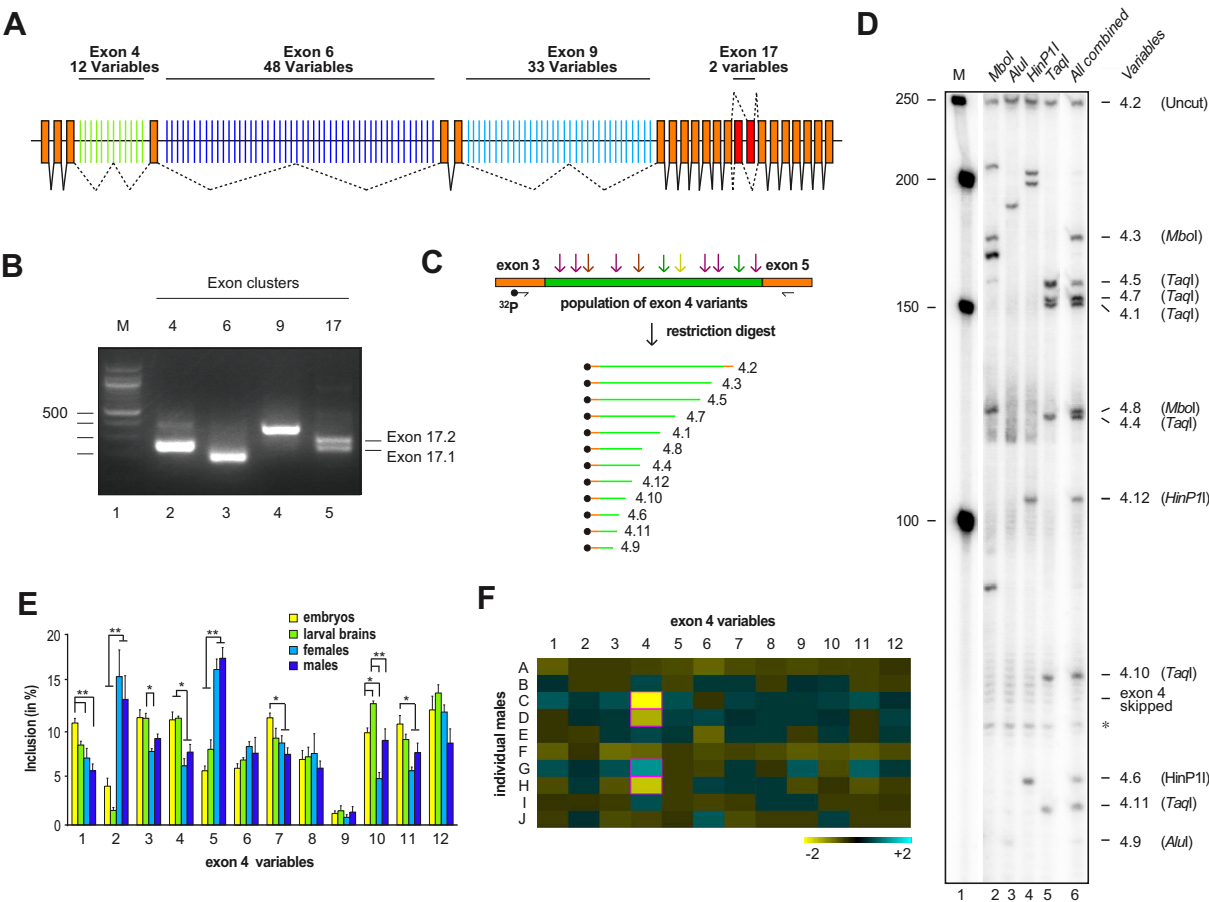 A
Exon 4
12 Variables
Exon 6
48 Variables
Exon 9
33 Variables
Exon 17
2 variables
B
Exon clusters
M 4 6 9 17
500
Exon 17.2
Exon 17.1
1 2 3 4 5
C
exon 3
exon 5
32P
population of exon 4 variants
restriction digest
4.2
4.3
4.5
4.7
4.1
4.8
4.4
4.12
4.10
4.6
4.11
4.9
D
M MboI AluI HinP1I TaqI All combined Variables
250
200
150
100
4.2 (Uncut)
4.3 (MboI)
4.5 (TaqI)
4.7 (TaqI)
4.1 (TaqI)
4.8 (MboI)
4.4 (TaqI)
4.12 (HinP1I)
4.10 (TaqI)
exon 4
skipped
*
4.6 (HinP1I)
4.11 (TaqI)
4.9 (AluI)
1 2 3 4 5 6
E
embryos
larval brains
females
males
Inclusion (in %)
20
15
10
5
0
** ** * * ** * * ** *
1 2 3 4 5 6 7 8 9 10 11 12
exon 4 variables
F
exon 4 variables
1 2 3 4 5 6 7 8 9 10 11 12
individual males
A
B
C
D
E
F
G
H
I
J
-2 +2